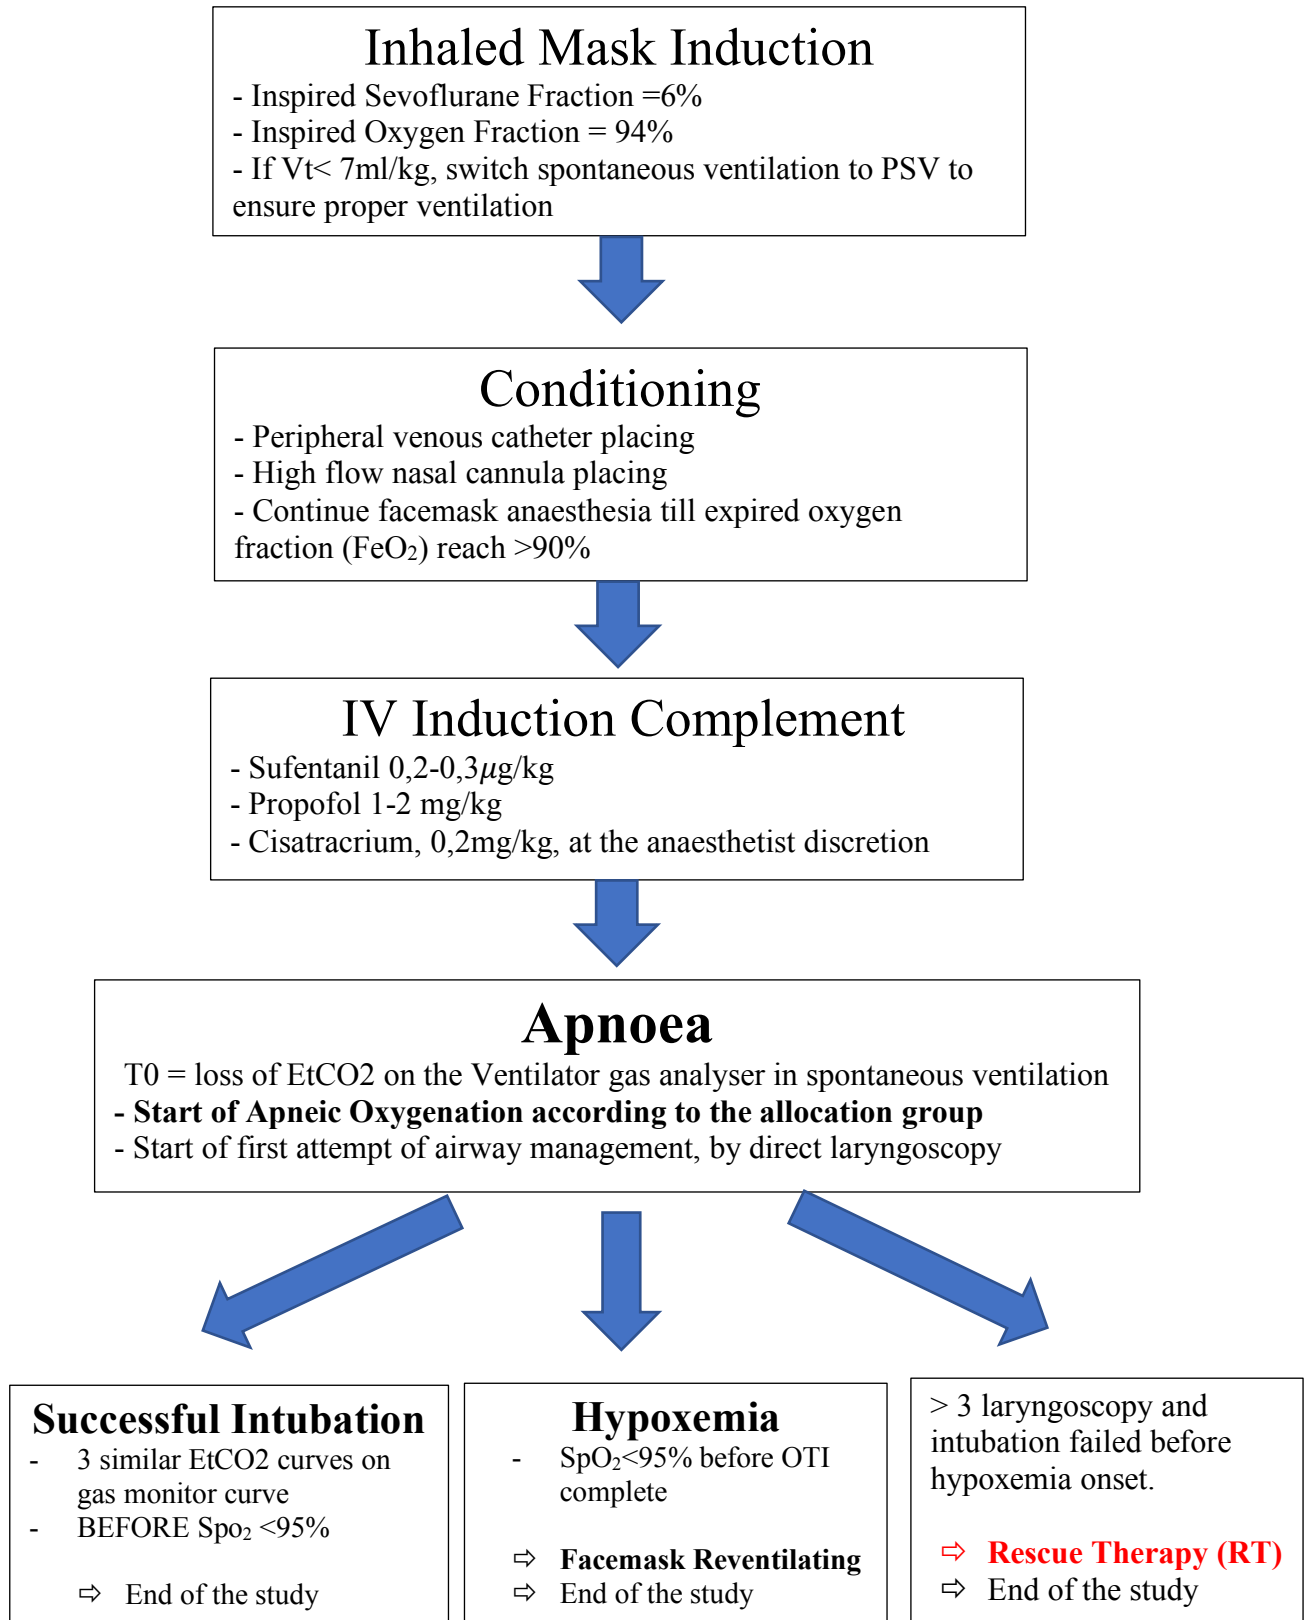 Inhaled Mask Induction
- Inspired Sevoflurane Fraction =6%
- Inspired Oxygen Fraction = 94%
- If Vt< 7ml/kg, switch spontaneous ventilation to PSV to
ensure proper ventilation
Conditioning
- Peripheral venous catheter placing
- High flow nasal cannula placing
- Continue facemask anaesthesia till expired oxygen
fraction (FeO₂) reach >90%
IV Induction Complement
- Sufentanil 0,2-0,3µg/kg
- Propofol 1-2 mg/kg
- Cisatracrium, 0,2mg/kg, at the anaesthetist discretion
Apnoea
T0 = loss of EtCO2 on the Ventilator gas analyser in spontaneous ventilation
- Start of Apneic Oxygenation according to the allocation group
- Start of first attempt of airway management, by direct laryngoscopy
Successful Intubation
- 3 similar EtCO2 curves on
gas monitor curve
- BEFORE Spo₂ <95%
⇨ End of the study
Hypoxemia
- SpO₂<95% before OTI
complete
⇨ Facemask Reventilating
⇨ End of the study
> 3 laryngoscopy and
intubation failed before
hypoxemia onset.
⇨ Rescue Therapy (RT)
⇨ End of the study